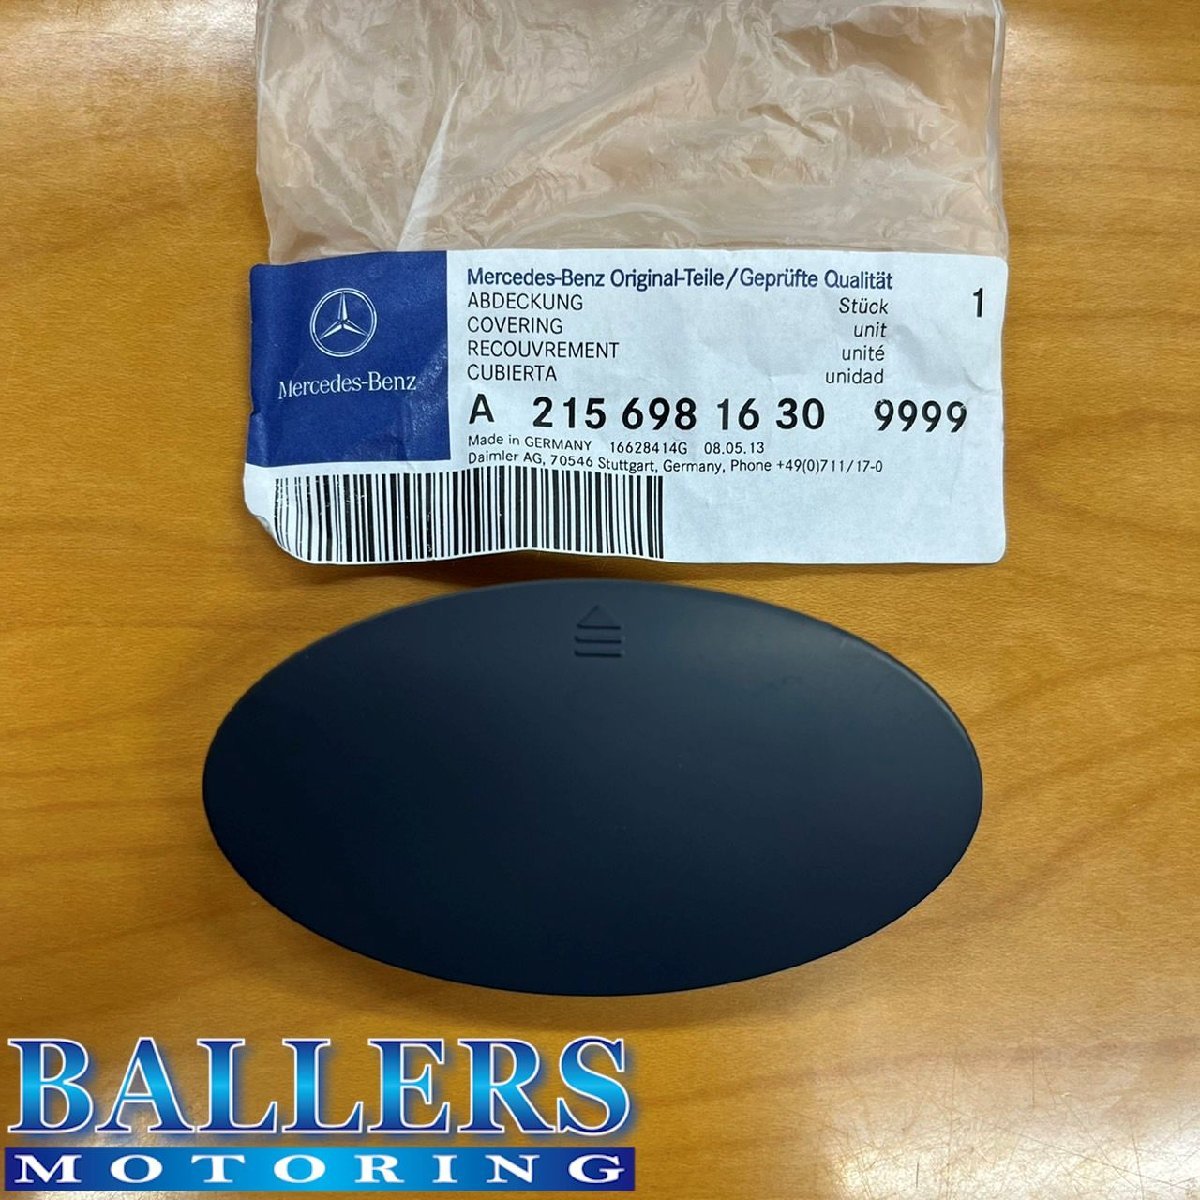 Mercedes-Benz Original-Teile/Geprüfte Qualität
ABDECKUNG Stück 1
COVERING unit
RECOUVREMENT unité
CUBIERTA unidad
Mercedes-Benz
A 215 698 16 30 9999
Made in GERMANY 16628414G 08.05.13
Daimler AG, 70546 Stuttgart, Germany, Phone +49(0)711/17-0
BALLERS
MOTORING